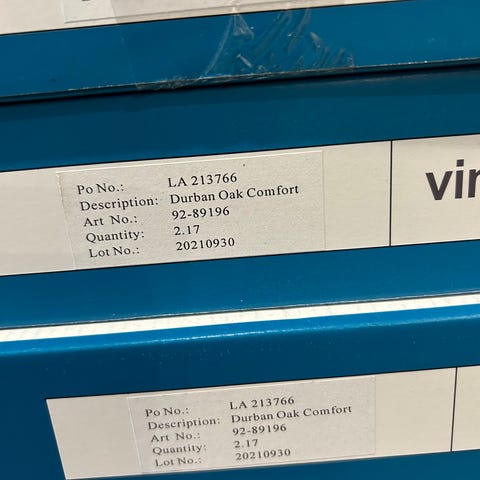 Po No.: LA 213766
Description: Durban Oak Comfort
Art No.: 92-89196
Quantity: 2.17
Lot No.: 20210930
vin
Po No.: LA 213766
Description: Durban Oak Comfort
Art No.: 92-89196
Quantity: 2.17
Lot No.: 20210930